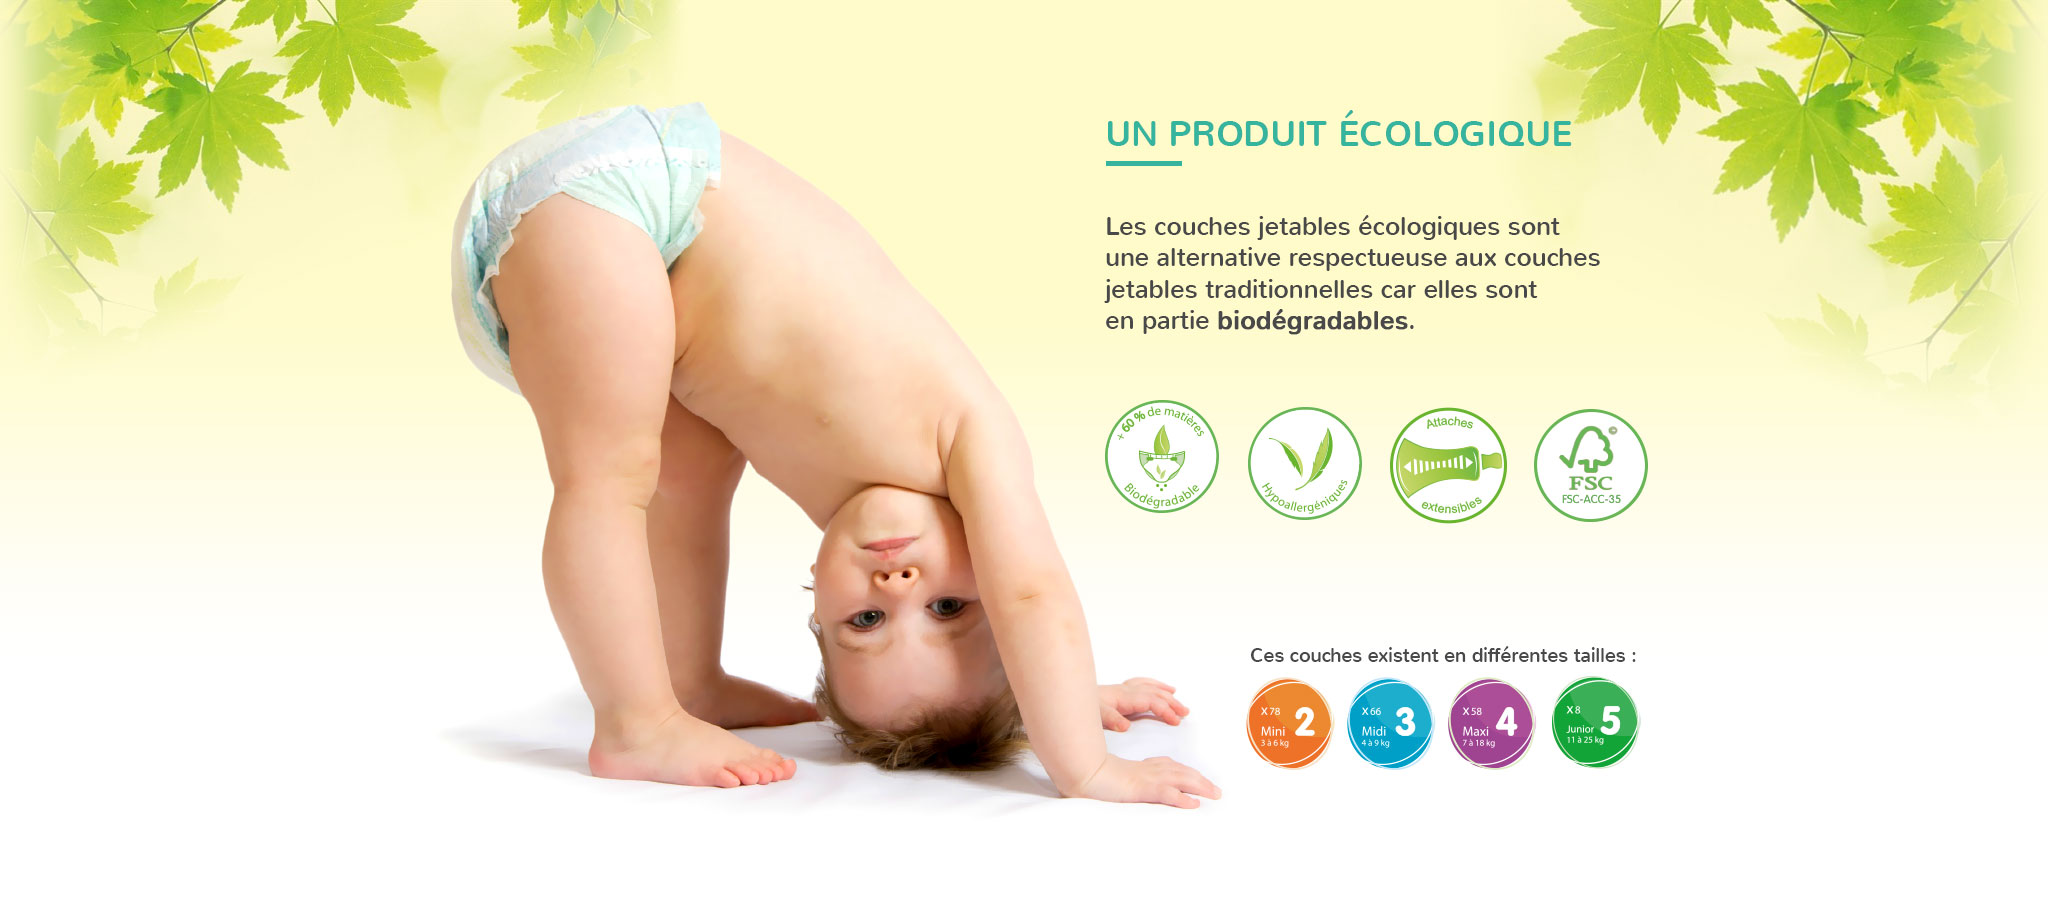 UN PRODUIT ÉCOLOGIQUE
Les couches jetables écologiques sont
une alternative respectueuse aux couches
jetables traditionnelles car elles sont
en partie biodégradables.
+ 60 % de matières
Biodégradable
Hypoallergéniques
Attaches
extensibles
FSC
FSC-ACC-35
Ces couches existent en différentes tailles :
X 78
2
Mini
3 à 6 kg
X 66
3
Midi
4 à 9 kg
X 58
4
Maxi
7 à 18 kg
X 8
5
Junior
11 à 25 kg